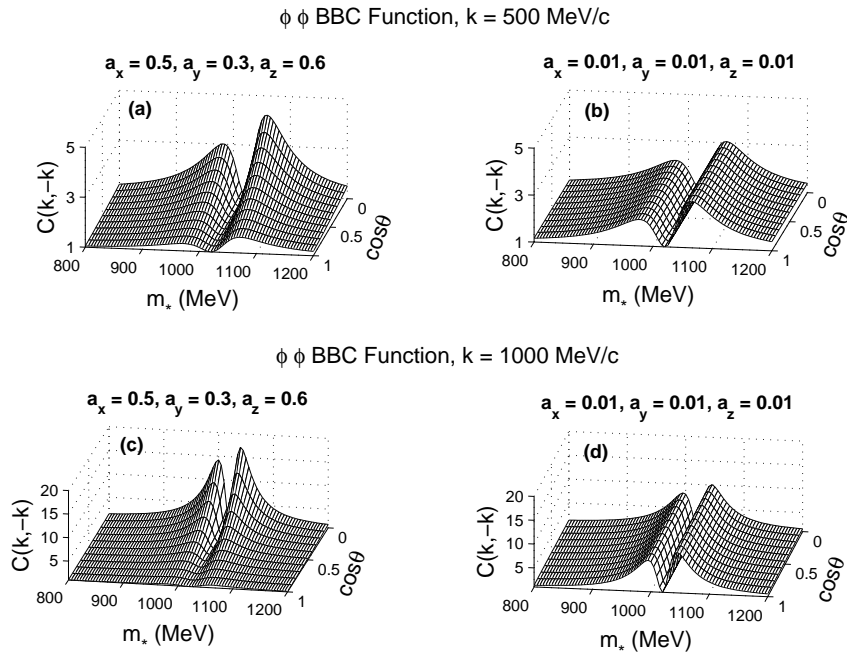 ϕ ϕ BBC Function, k = 500 MeV/c
a_x = 0.5, a_y = 0.3, a_z = 0.6
(a)
5
3
1
C(k,−k)
800
900
1000
1100
1200
m_* (MeV)
0
0.5
1
cosθ
a_x = 0.01, a_y = 0.01, a_z = 0.01
(b)
5
3
1
C(k,−k)
800
900
1000
1100
1200
m_* (MeV)
0
0.5
1
cosθ
ϕ ϕ BBC Function, k = 1000 MeV/c
a_x = 0.5, a_y = 0.3, a_z = 0.6
(c)
20
15
10
5
C(k,−k)
800
900
1000
1100
1200
m_* (MeV)
0
0.5
1
cosθ
a_x = 0.01, a_y = 0.01, a_z = 0.01
(d)
20
15
10
5
C(k,−k)
800
900
1000
1100
1200
m_* (MeV)
0
0.5
1
cosθ